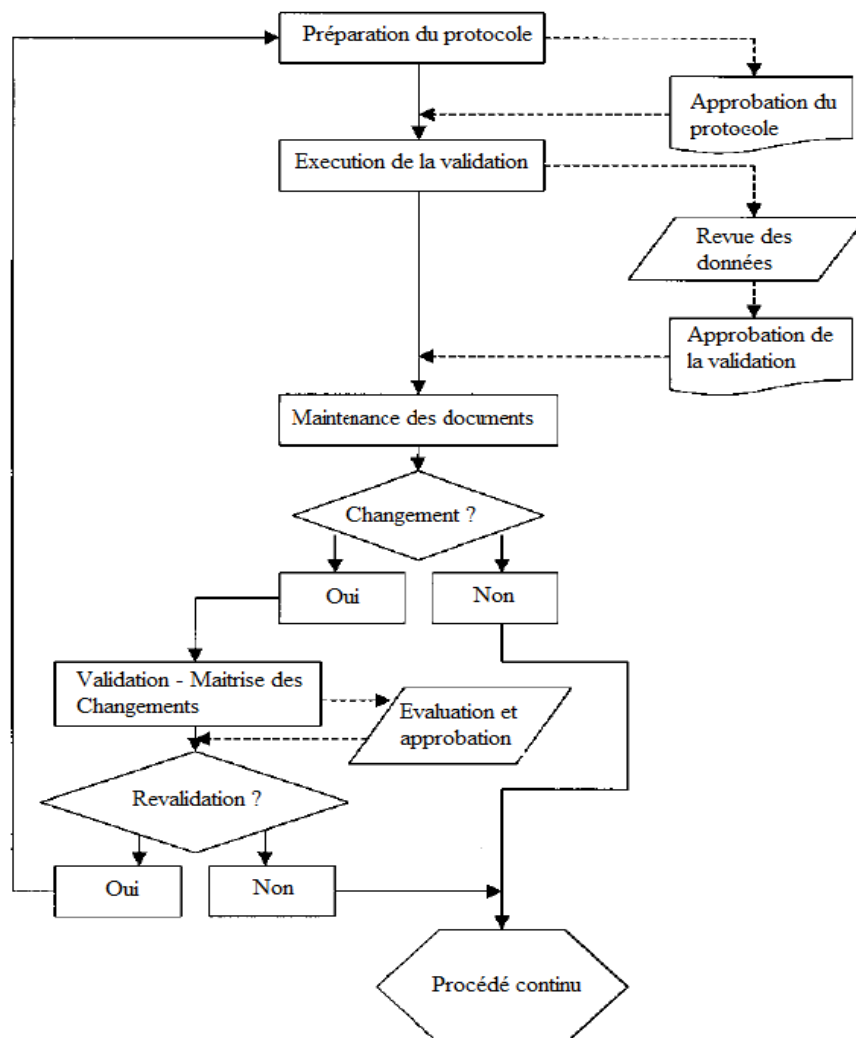 Préparation du protocole
Approbation du
protocole
Execution de la validation
Revue des
données
Approbation de
la validation
Maintenance des documents
Changement ?
Oui
Non
Validation - Maitrise des
Changements
Evaluation et
approbation
Revalidation ?
Oui
Non
Procédé continu